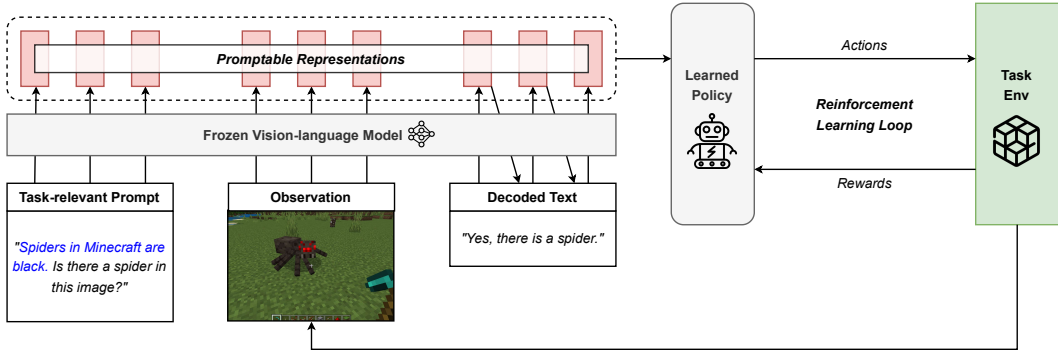 Promptable Representations
Frozen Vision-language Model
Task-relevant Prompt
"Spiders in Minecraft are
black. Is there a spider in
this image?"
Observation
Decoded Text
"Yes, there is a spider."
Learned
Policy
Actions
Reinforcement
Learning Loop
Rewards
Task
Env